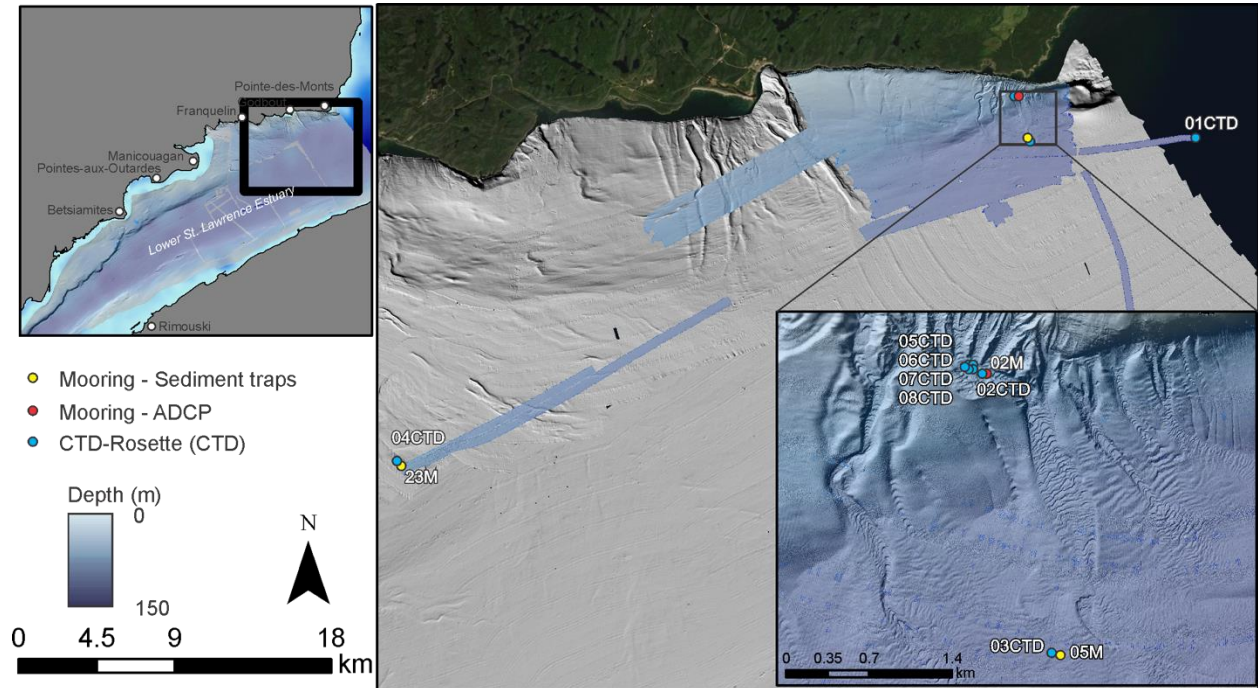 Pointe-des-Monts
Godbout
Franquelin
Manicouagan
Pointes-aux-Outardes
Betsiamites
Lower St. Lawrence Estuary
Rimouski
Mooring - Sediment traps
Mooring - ADCP
CTD-Rosette (CTD)
Depth (m)
0
150
N
0 4.5 9 18
km
01CTD
04CTD
23M
05CTD
06CTD
07CTD
08CTD
02M
02CTD
03CTD
05M
0 0.35 0.7 1.4
km